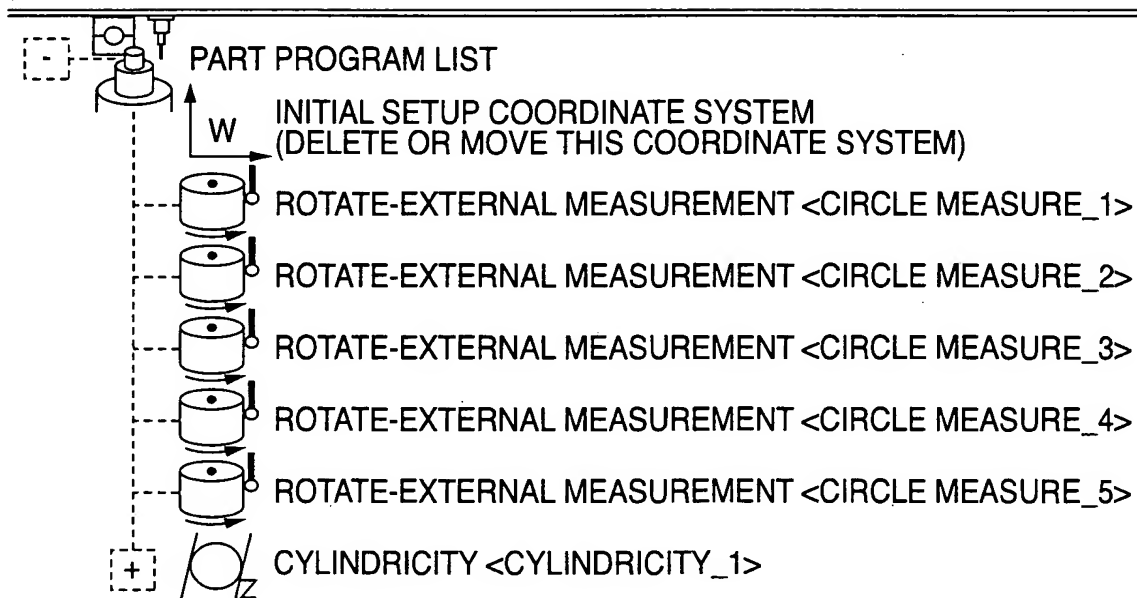 -
PART PROGRAM LIST
W
INITIAL SETUP COORDINATE SYSTEM
(DELETE OR MOVE THIS COORDINATE SYSTEM)
ROTATE-EXTERNAL MEASUREMENT <CIRCLE MEASURE_1>
ROTATE-EXTERNAL MEASUREMENT <CIRCLE MEASURE_2>
ROTATE-EXTERNAL MEASUREMENT <CIRCLE MEASURE_3>
ROTATE-EXTERNAL MEASUREMENT <CIRCLE MEASURE_4>
ROTATE-EXTERNAL MEASUREMENT <CIRCLE MEASURE_5>
+
Z
CYLINDRICITY <CYLINDRICITY_1>